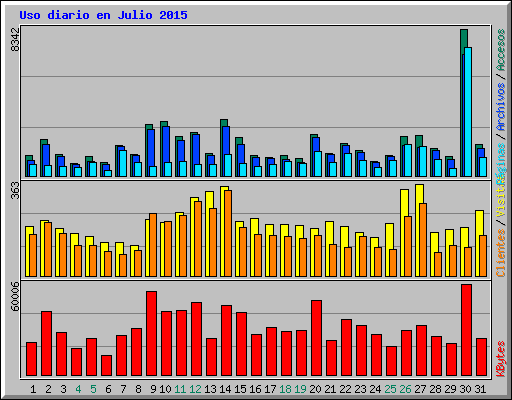 Uso diario en Julio 2015
8342
363
60006
Accesos / Archivos / Páginas
Visitas / Clientes
KBytes
1 2 3 4 5 6 7 8 9 10 11 12 13 14 15 16 17 18 19 20 21 22 23 24 25 26 27 28 29 30 31